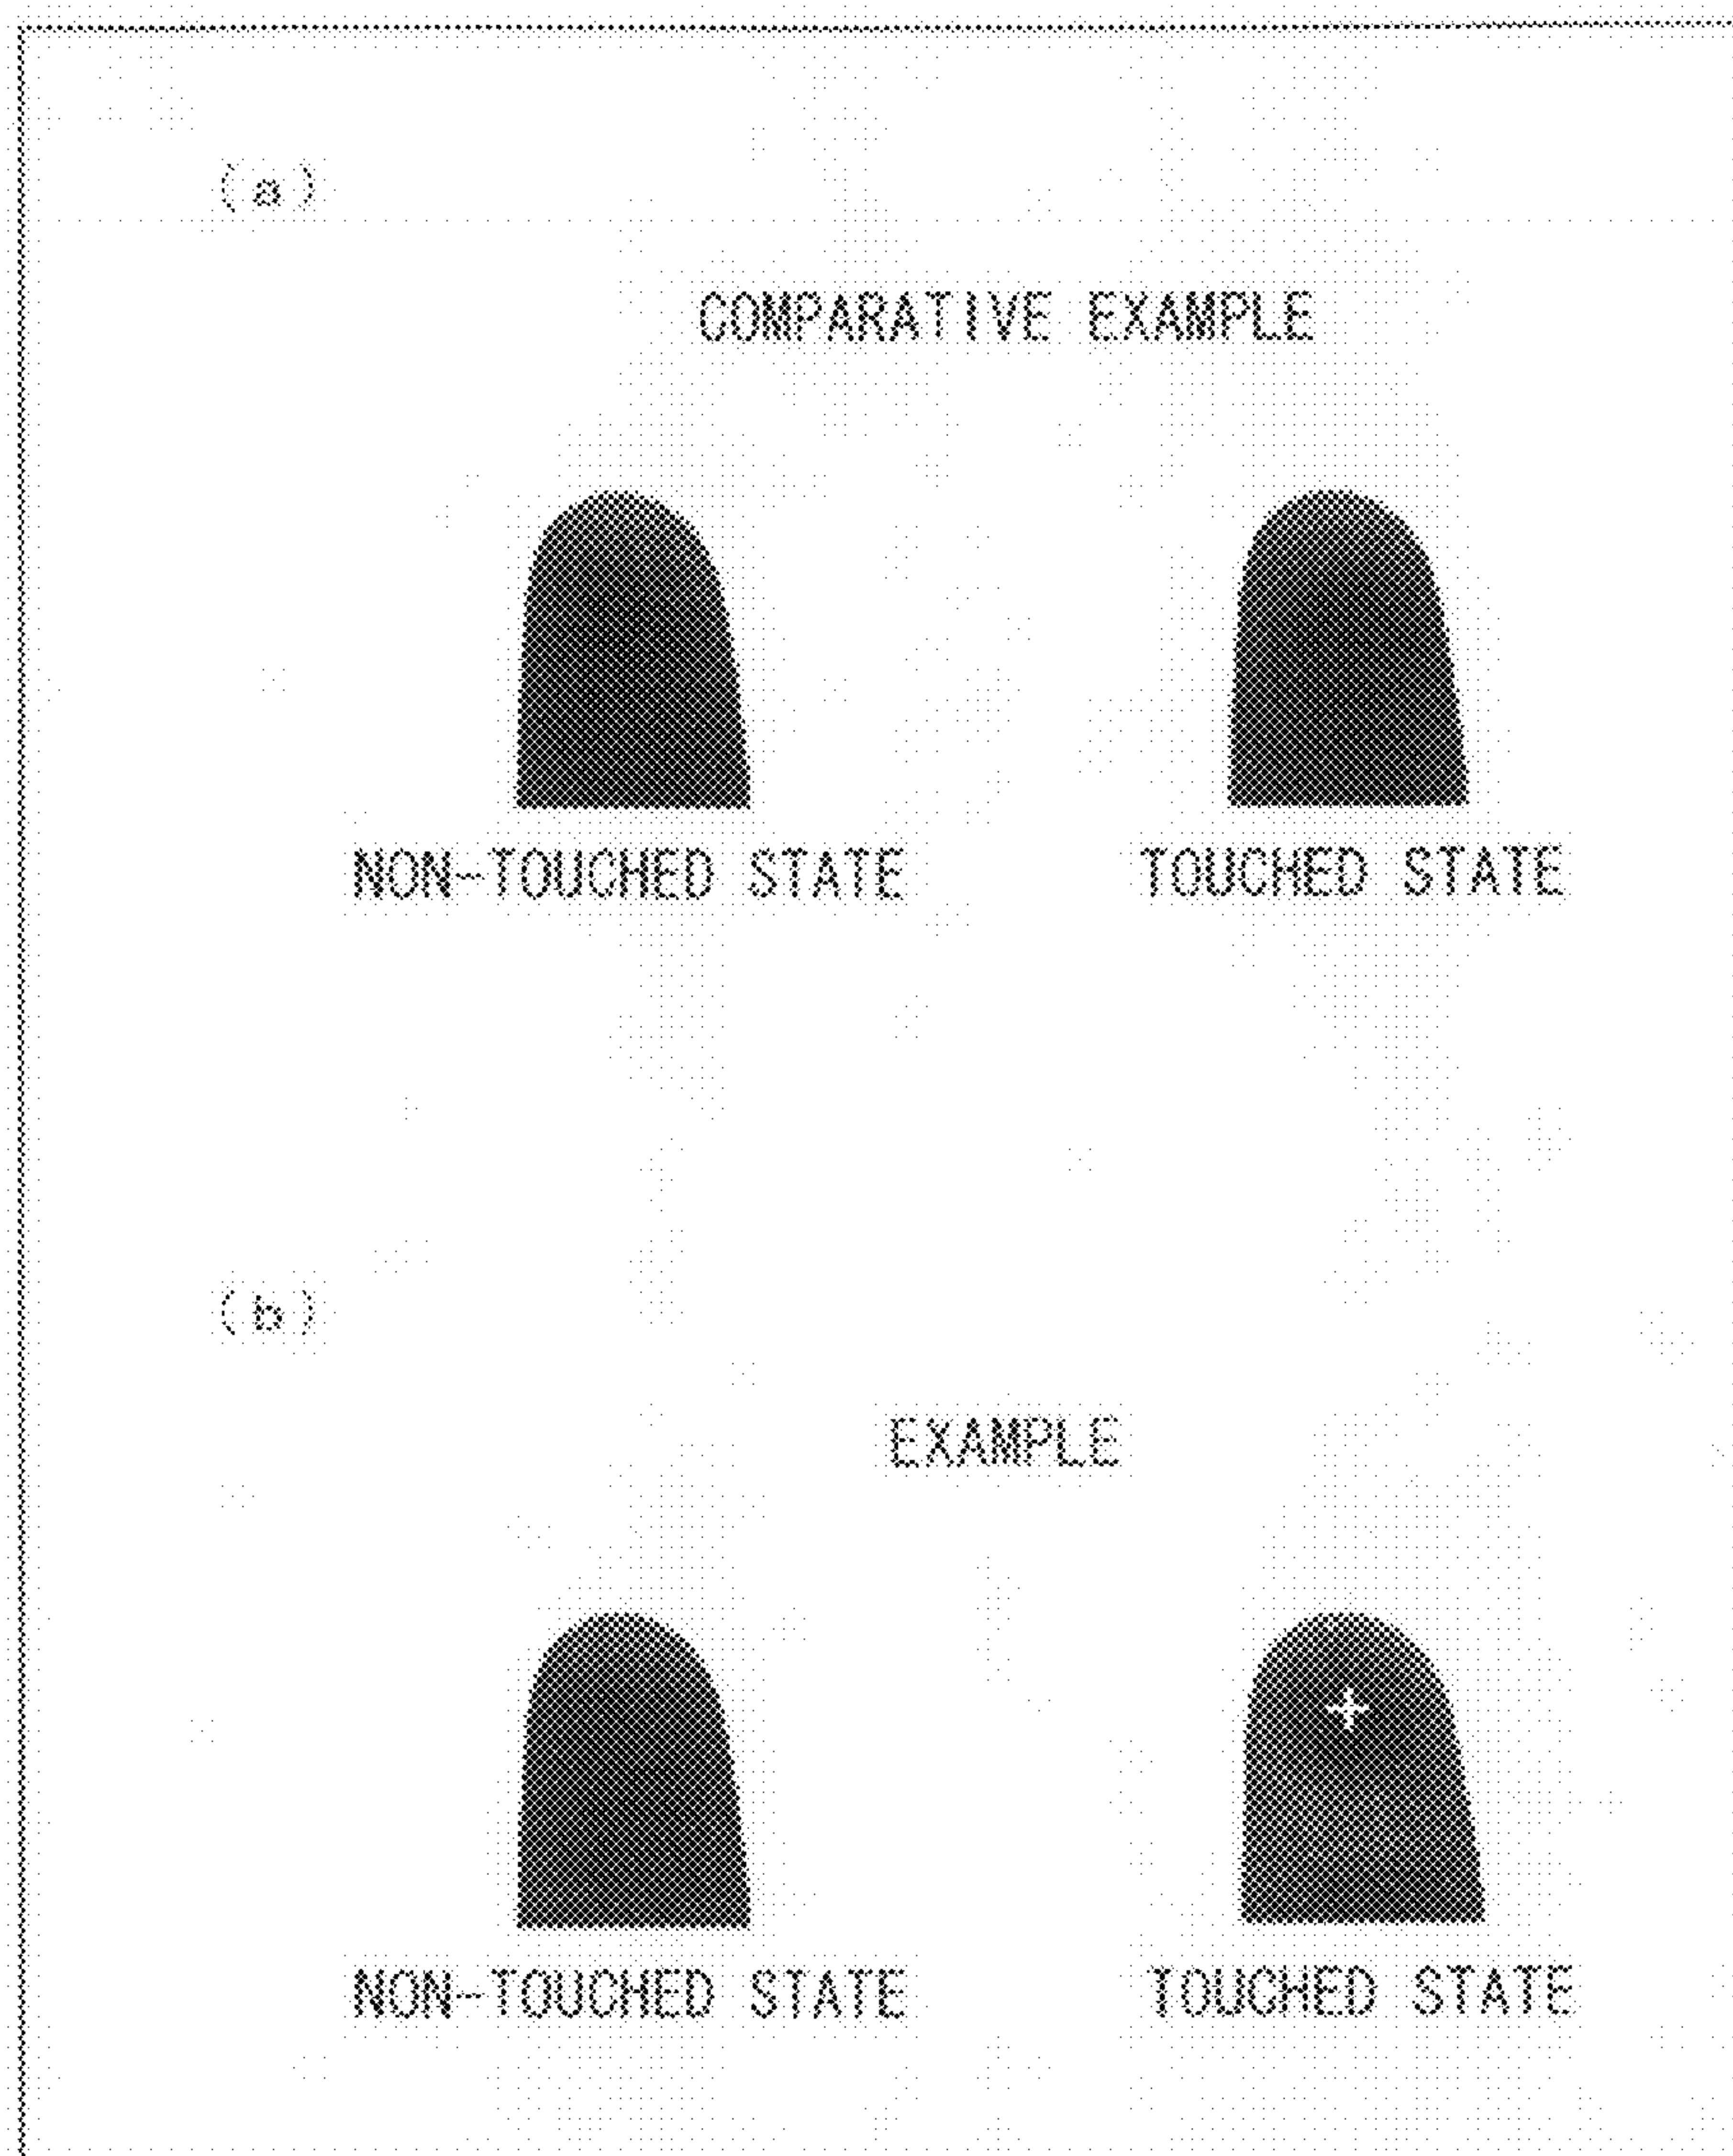 (a)
COMPARATIVE EXAMPLE
NON-TOUCHED STATE TOUCHED STATE
(b)
EXAMPLE
NON-TOUCHED STATE TOUCHED STATE